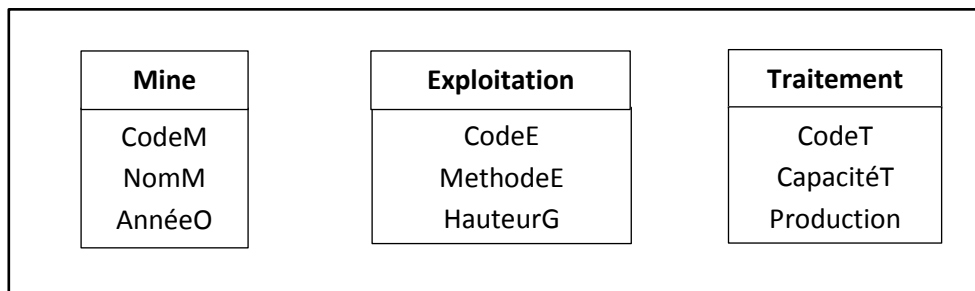 Mine
CodeM
NomM
AnnéeO
Exploitation
CodeE
MethodeE
HauteurG
Traitement
CodeT
CapacitéT
Production